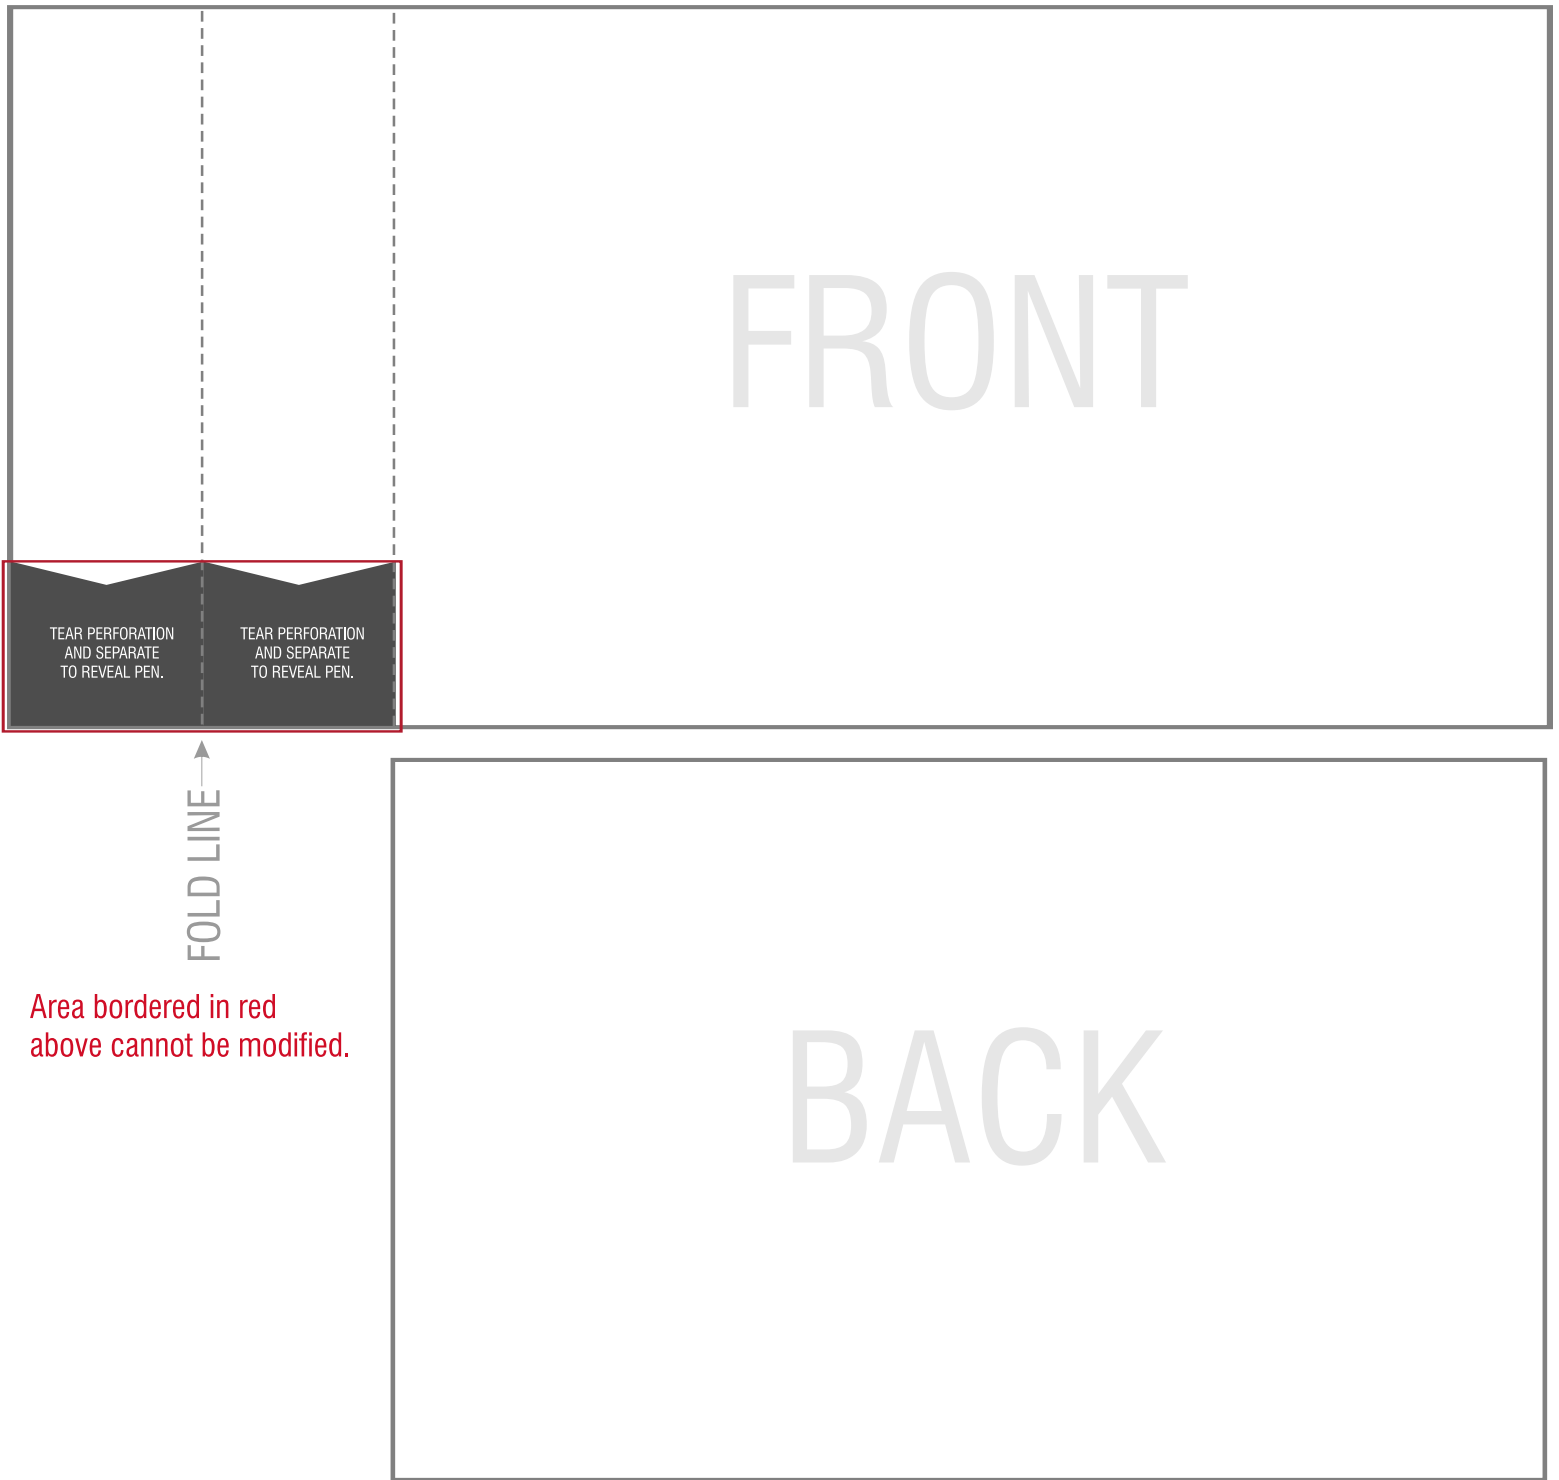 FRONT
TEAR PERFORATION
AND SEPARATE
TO REVEAL PEN.
TEAR PERFORATION
AND SEPARATE
TO REVEAL PEN.
FOLD LINE
Area bordered in red
above cannot be modified.
BACK